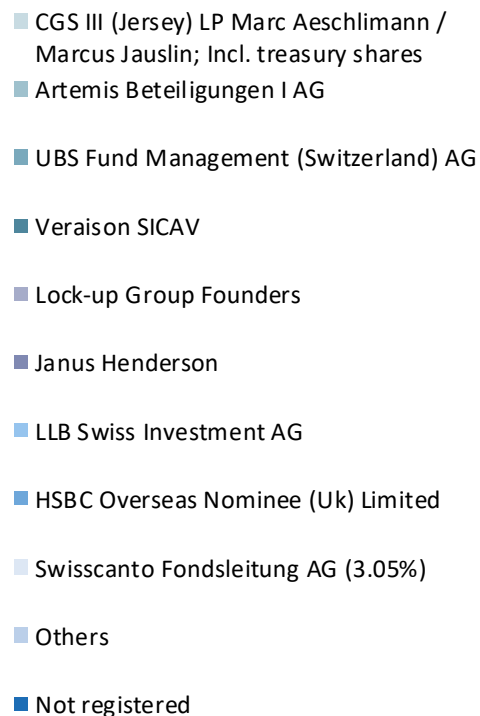 CGS III (Jersey) LP Marc Aeschlimann /
Marcus Jauslin; Incl. treasury shares
Artemis Beteiligungen I AG
UBS Fund Management (Switzerland) AG
Veraison SICAV
Lock-up Group Founders
Janus Henderson
LLB Swiss Investment AG
HSBC Overseas Nominee (Uk) Limited
Swisscanto Fondsleitung AG (3.05%)
Others
Not registered